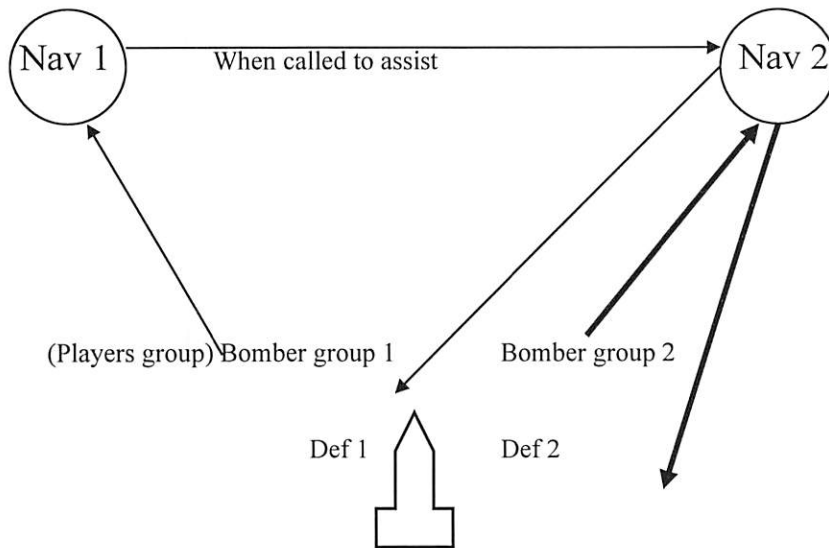 Nav 1
Nav 2
When called to assist
(Players group) Bomber group 1
Bomber group 2
Def 1
Def 2